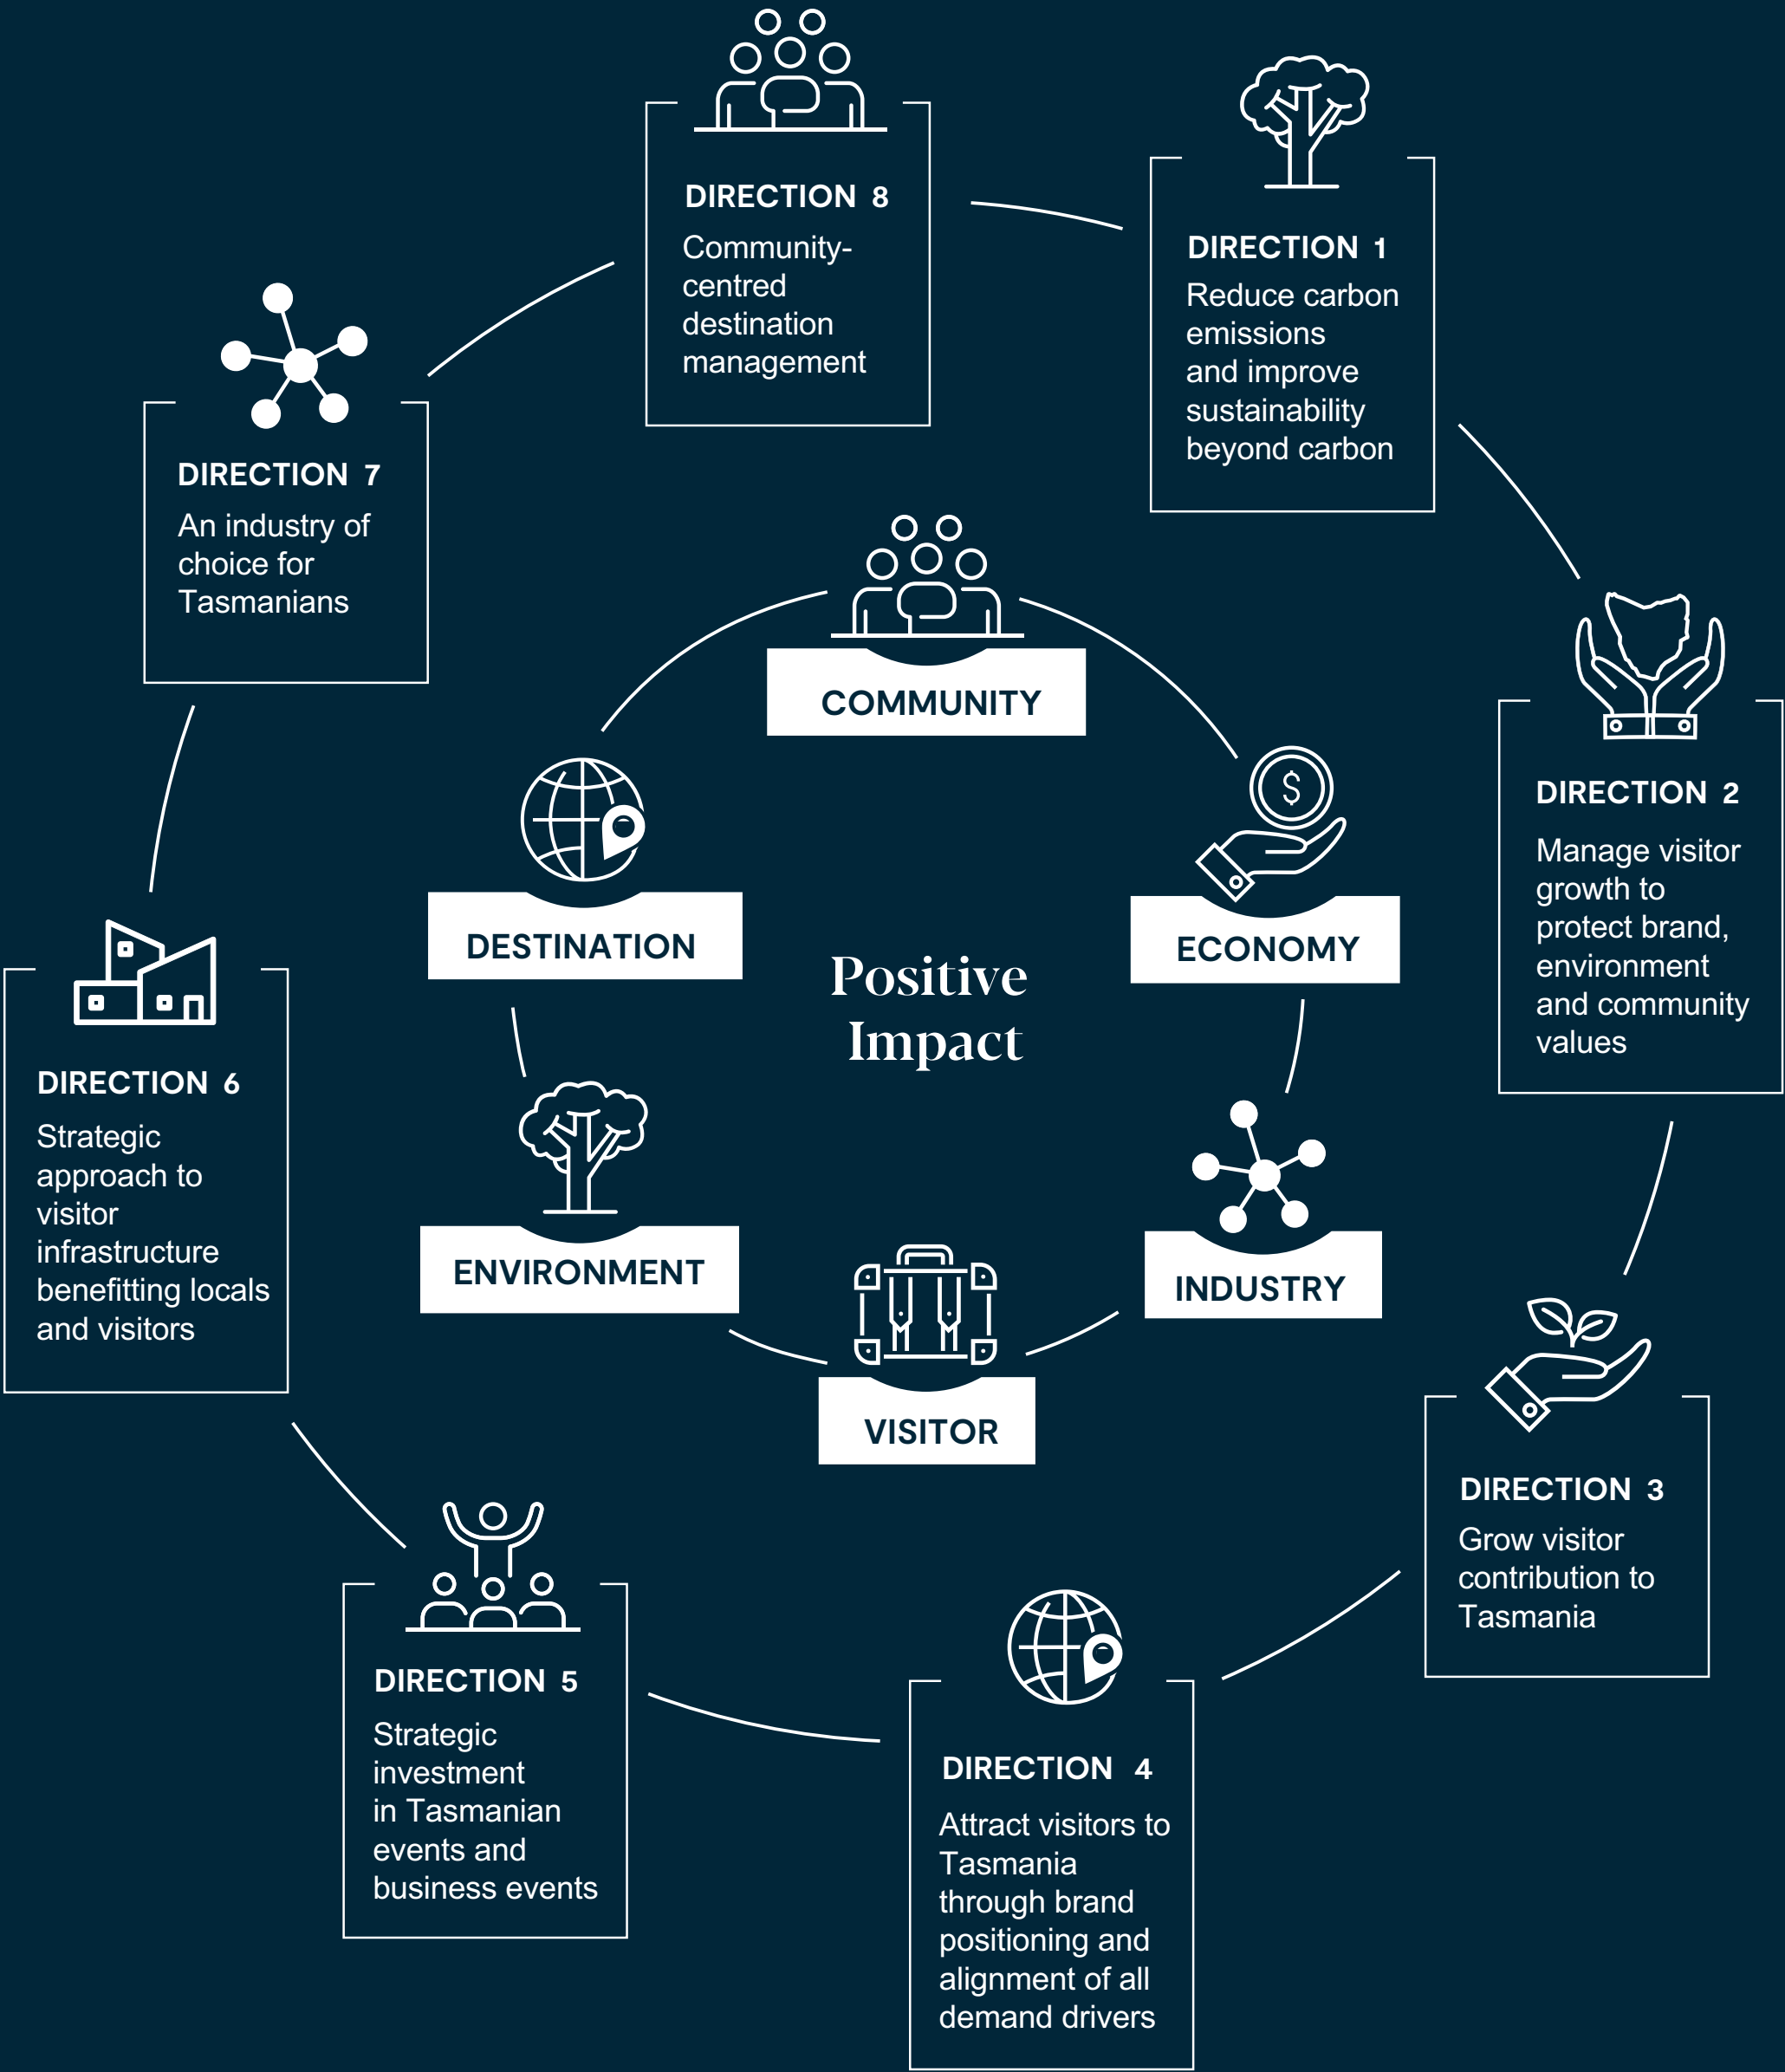 DIRECTION 8
Community-
centred
destination
management
DIRECTION 1
Reduce carbon
emissions
and improve
sustainability
beyond carbon
DIRECTION 7
An industry of
choice for
Tasmanians
COMMUNITY
$
DIRECTION 2
Manage visitor
growth to
protect brand,
environment
and community
values
DESTINATION
ECONOMY
Positive
Impact
DIRECTION 6
Strategic
approach to
visitor
infrastructure
benefitting locals
and visitors
ENVIRONMENT
INDUSTRY
VISITOR
DIRECTION 3
Grow visitor
contribution to
Tasmania
DIRECTION 5
Strategic
investment
in Tasmanian
events and
business events
DIRECTION 4
Attract visitors to
Tasmania
through brand
positioning and
alignment of all
demand drivers